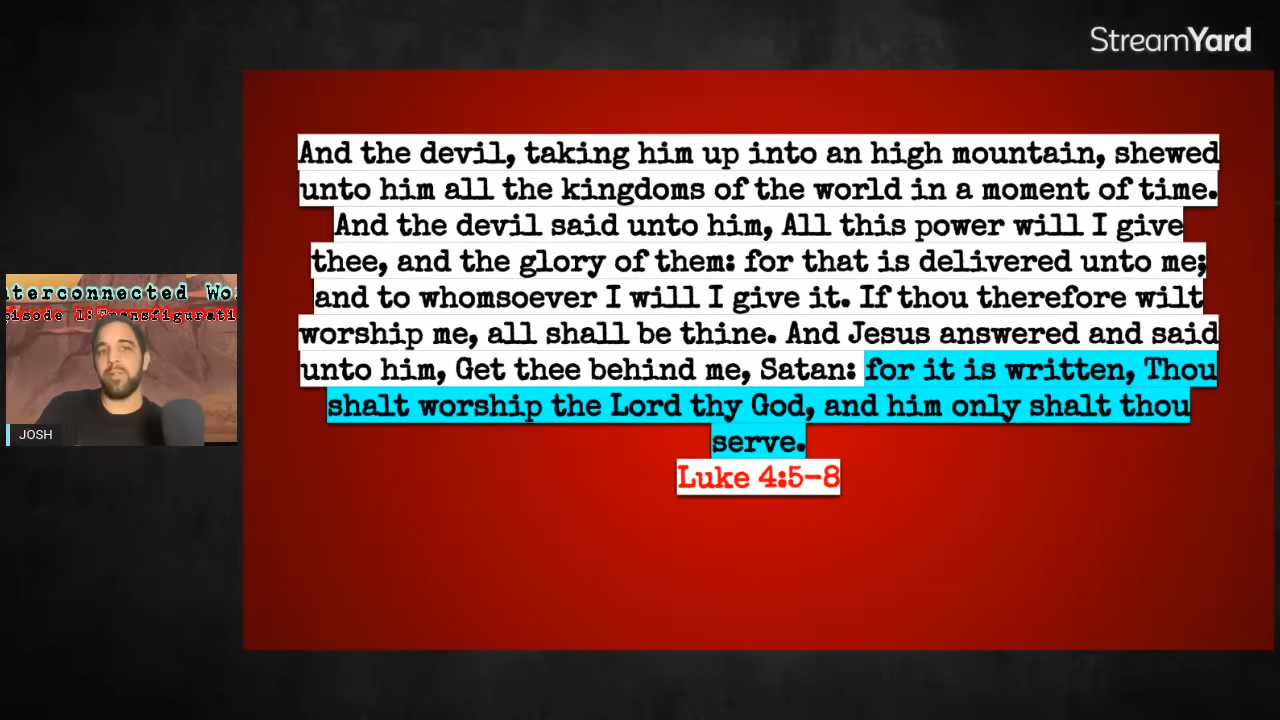 StreamYard
And the devil, taking him up into an high mountain, shewed
unto him all the kingdoms of the world in a moment of time.
And the devil said unto him, All this power will I give
thee, and the glory of them: for that is delivered unto me;
and to whomsoever I will I give it. If thou therefore wilt
worship me, all shall be thine. And Jesus answered and said
unto him, Get thee behind me, Satan: for it is written, Thou
shalt worship the Lord thy God, and him only shalt thou
serve.
Luke 4:5-8
terconnected Wo
isode 1: Transfigurati
JOSH